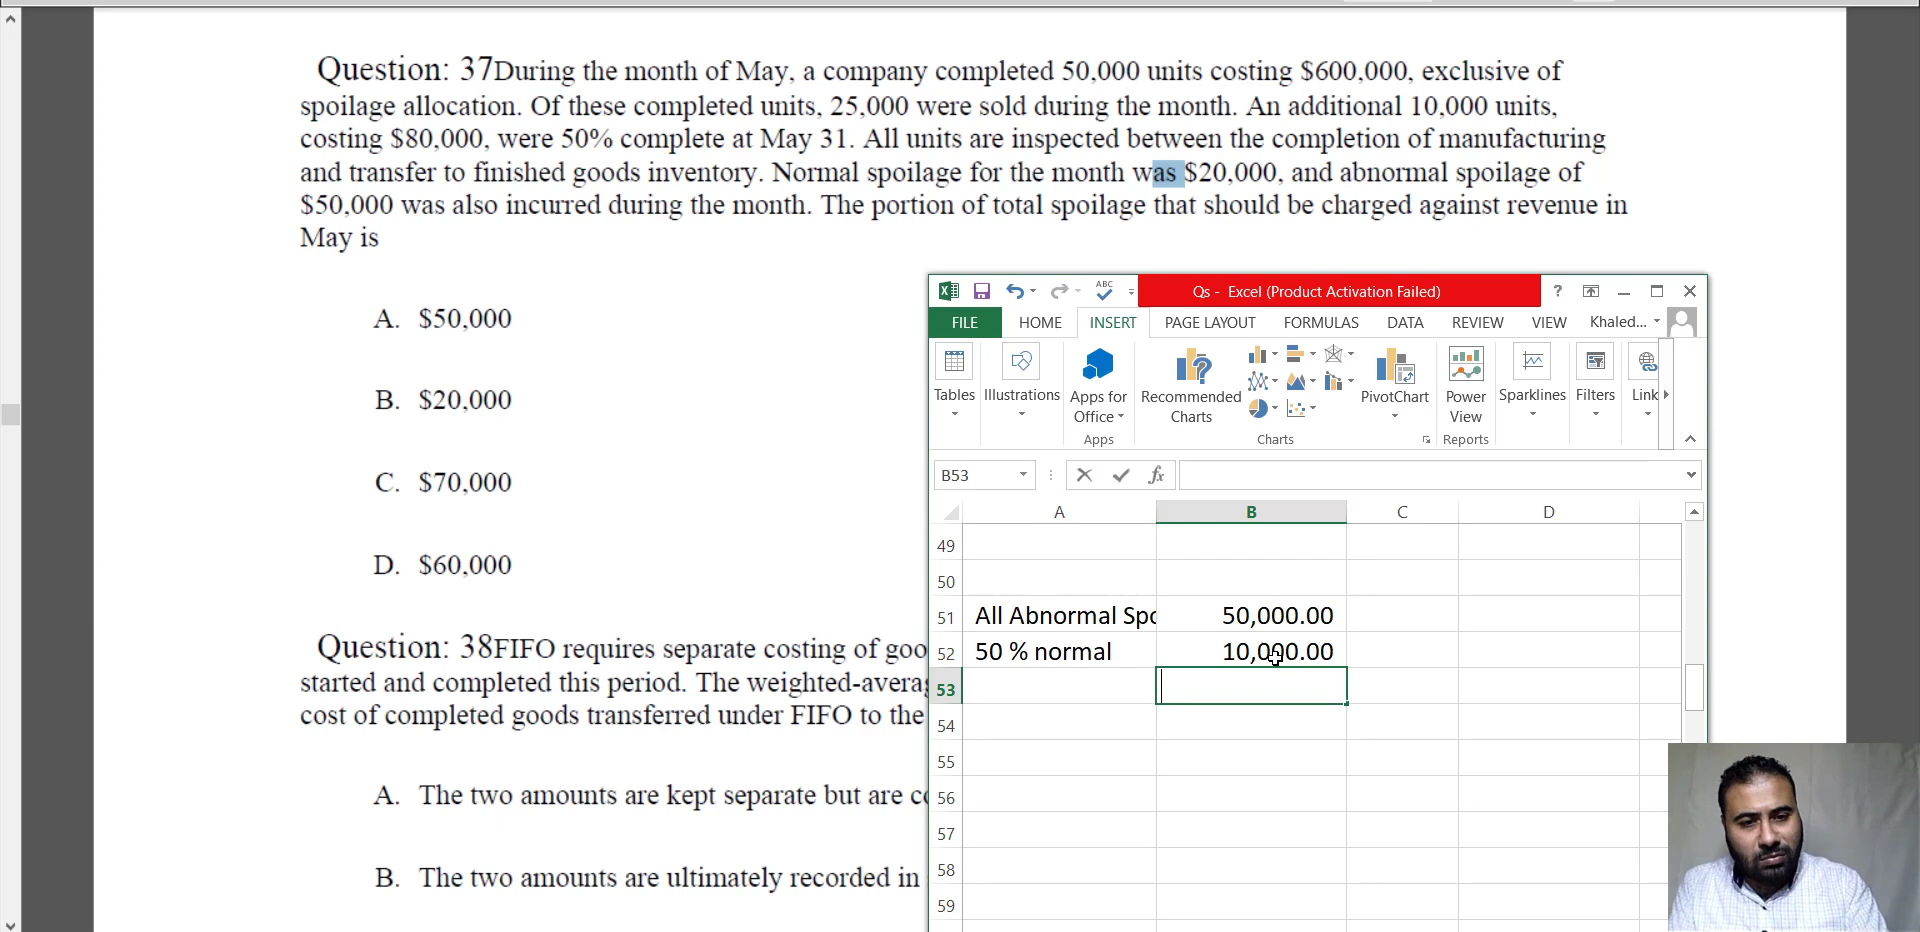 Question: 37During the month of May, a company completed 50,000 units costing $600,000, exclusive of
spoilage allocation. Of these completed units, 25,000 were sold during the month. An additional 10,000 units,
costing $80,000, were 50% complete at May 31. All units are inspected between the completion of manufacturing
and transfer to finished goods inventory. Normal spoilage for the month was $20,000, and abnormal spoilage of
$50,000 was also incurred during the month. The portion of total spoilage that should be charged against revenue in
May is
A. $50,000
B. $20,000
C. $70,000
D. $60,000
Question: 38FIFO requires separate costing of goo
started and completed this period. The weighted-avera
cost of completed goods transferred under FIFO to the
A. The two amounts are kept separate but are co
B. The two amounts are ultimately recorded in
ABC
Qs - Excel (Product Activation Failed)
?
FILE HOME INSERT PAGE LAYOUT FORMULAS DATA REVIEW VIEW Khaled...
Tables Illustrations Apps for Office Recommended Charts PivotChart Power View Sparklines Filters Link
Apps Charts Reports
B53 fx
A B C D
49
50
51 All Abnormal Spo 50,000.00
52 50 % normal 10,000.00
53
54
55
56
57
58
59